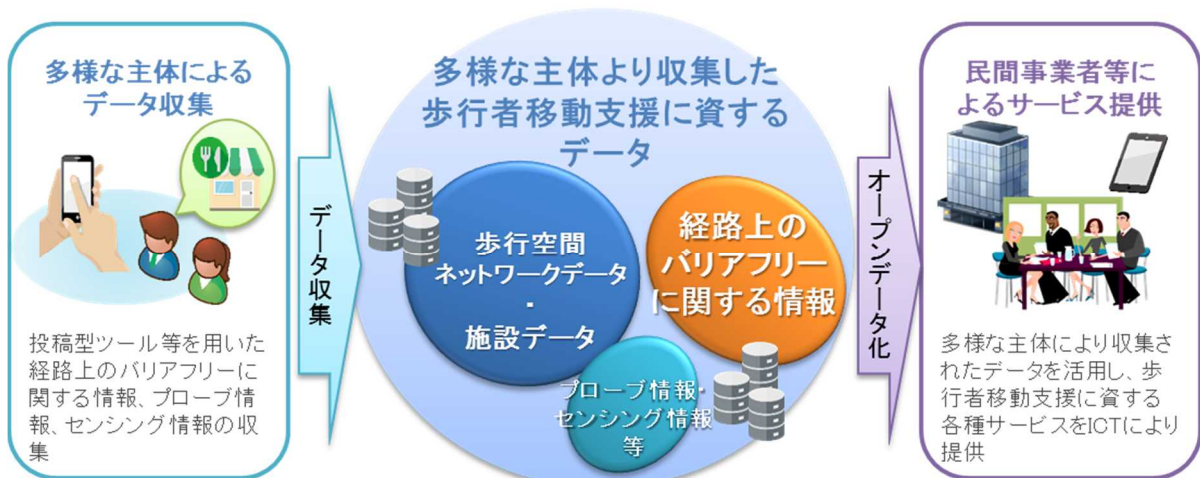 多様な主体による
データ収集
投稿型ツール等を用いた
経路上のバリアフリーに
関する情報、プローブ情
報、センシング情報の収
集
データ収集
多様な主体より収集した
歩行者移動支援に資する
データ
歩行空間
ネットワークデータ
・
施設データ
経路上の
バリアフリー
に関する情報
プローブ情報・
センシング情報
等
オープンデータ化
民間事業者等に
よるサービス提供
多様な主体により収集さ
れたデータを活用し、歩
行者移動支援に資する
各種サービスをICTにより
提供